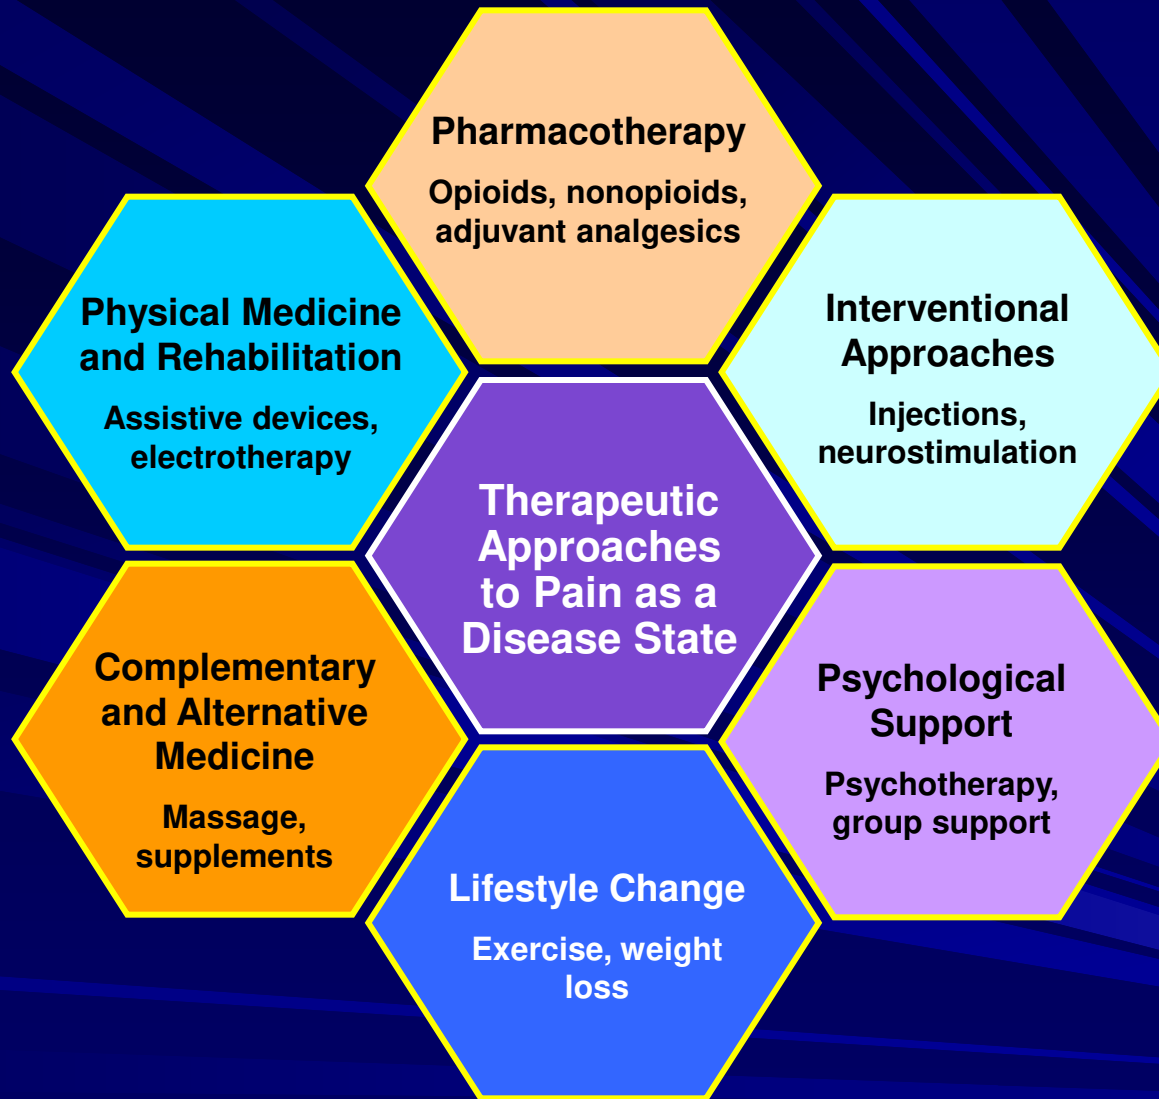 Pharmacotherapy
Opioids, nonopioids,
adjuvant analgesics
Physical Medicine
and Rehabilitation
Assistive devices,
electrotherapy
Interventional
Approaches
Injections,
neurostimulation
Therapeutic
Approaches
to Pain as a
Disease State
Complementary
and Alternative
Medicine
Massage,
supplements
Psychological
Support
Psychotherapy,
group support
Lifestyle Change
Exercise, weight
loss